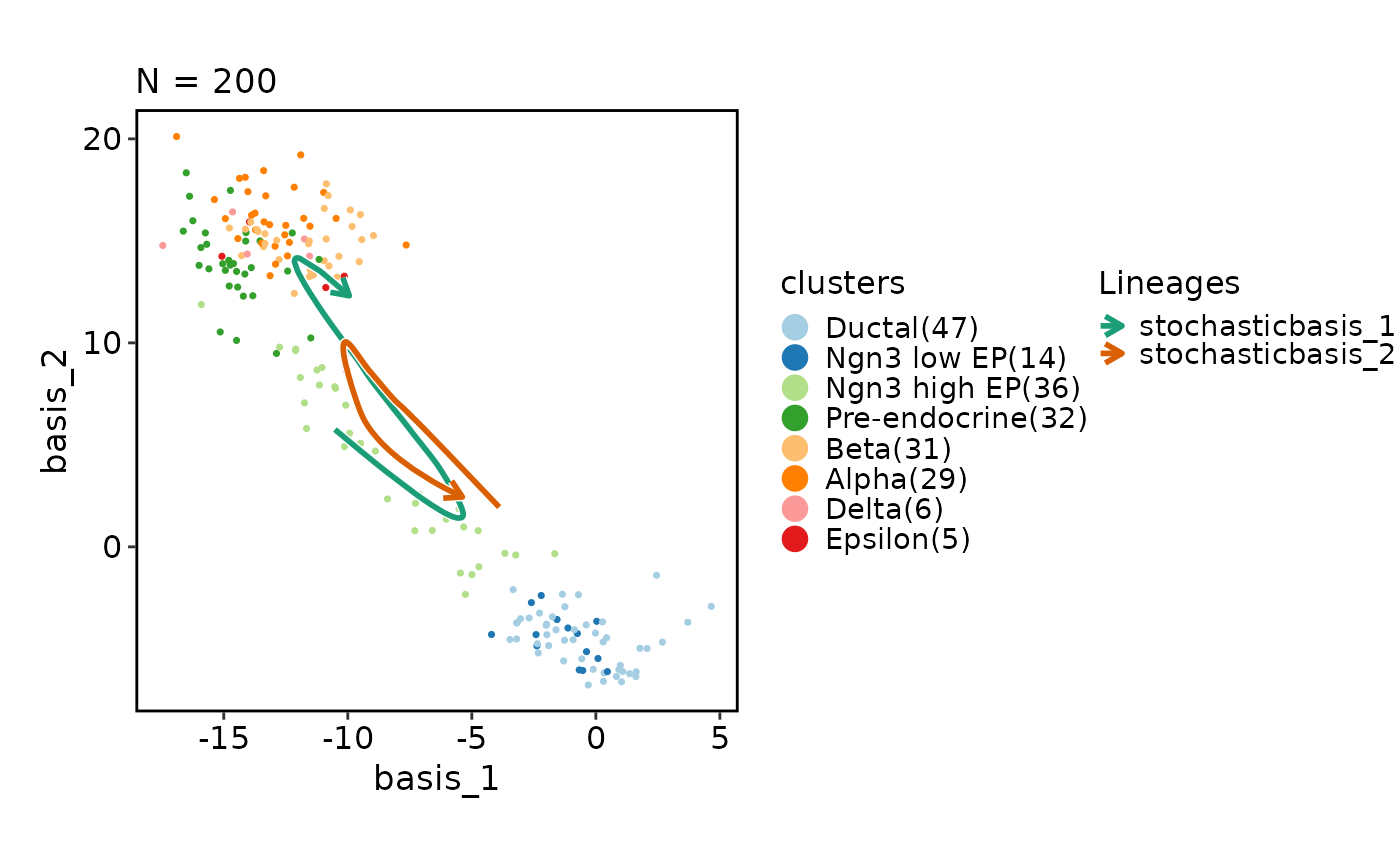 N = 200
20
10
0
basis_2
-15
-10
-5
0
5
basis_1
clusters
Ductal(47)
Ngn3 low EP(14)
Ngn3 high EP(36)
Pre-endocrine(32)
Beta(31)
Alpha(29)
Delta(6)
Epsilon(5)
Lineages
stochasticbasis_1
stochasticbasis_2